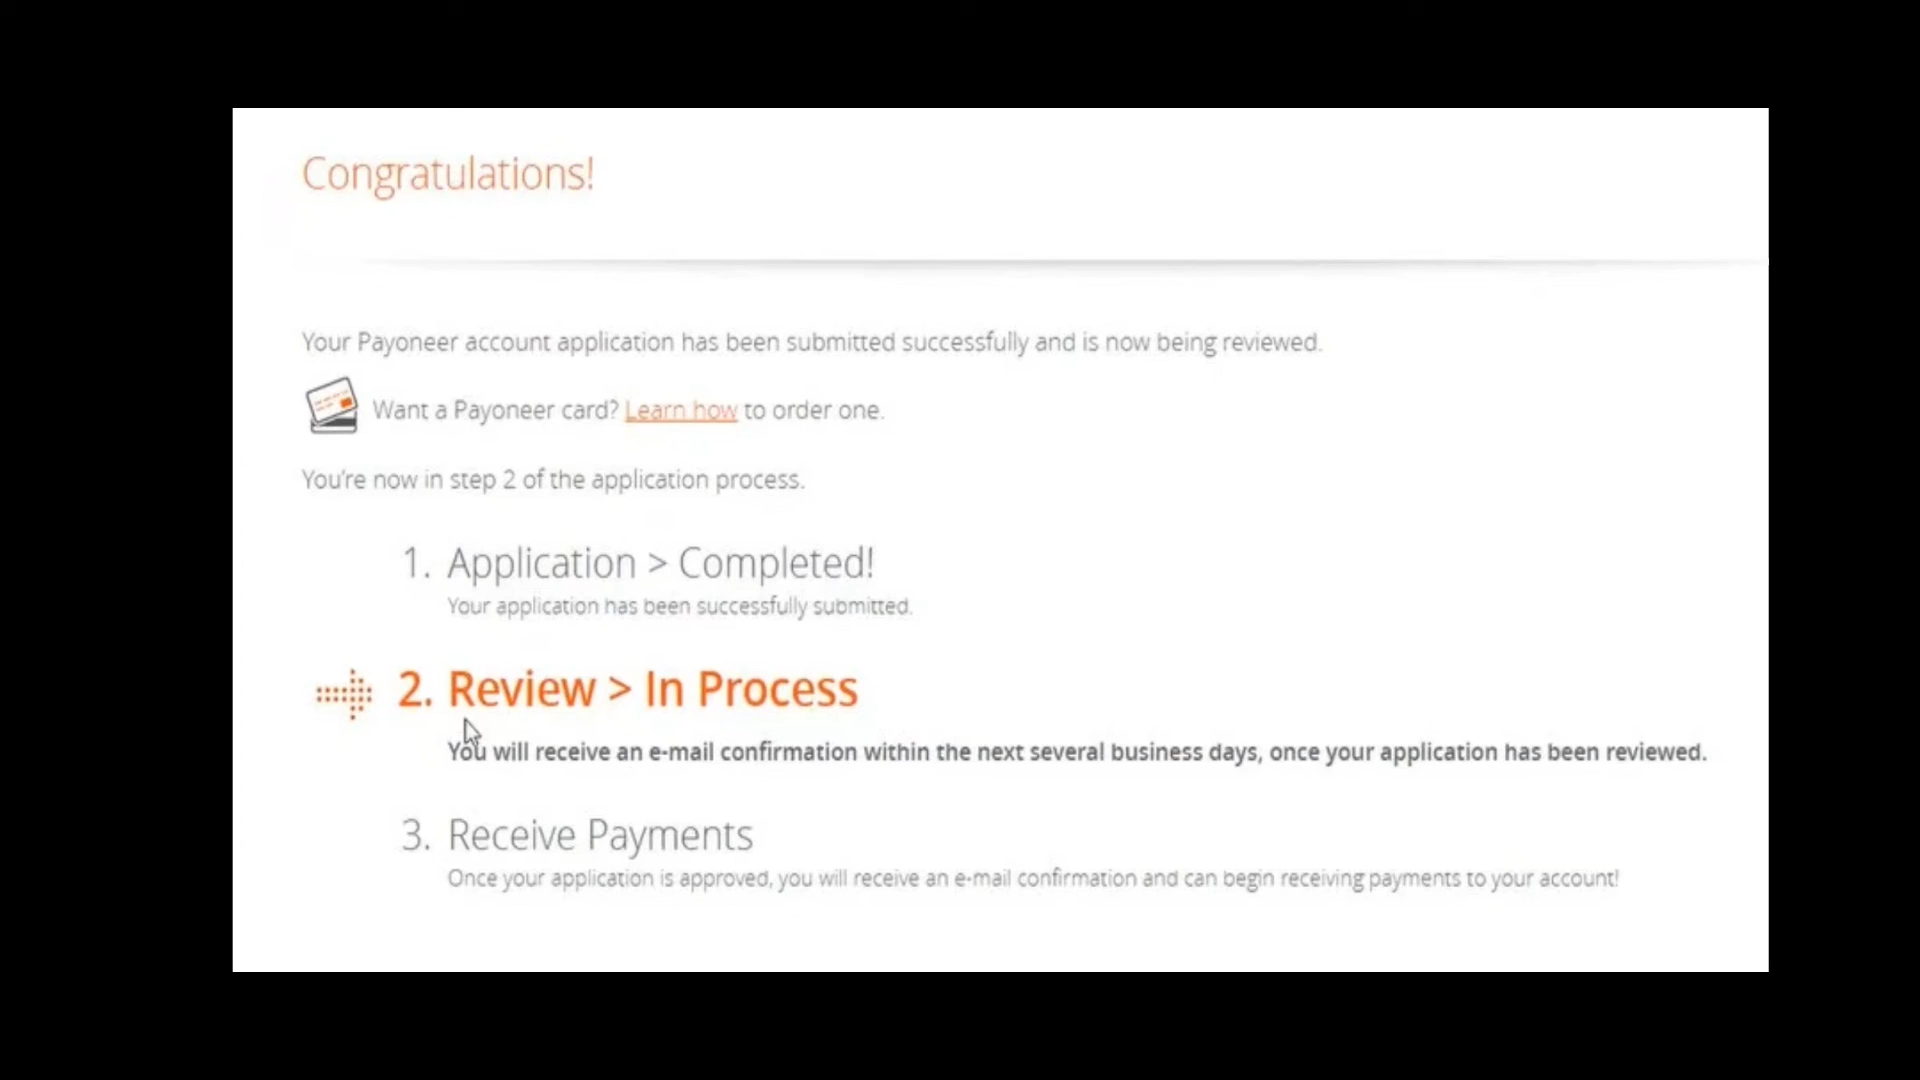 Congratulations!
Your Payoneer account application has been submitted successfully and is now being reviewed.
Want a Payoneer card? Learn how to order one.
You're now in step 2 of the application process.
1. Application > Completed!
Your application has been successfully submitted.
2. Review > In Process
You will receive an e-mail confirmation within the next several business days, once your application has been reviewed.
3. Receive Payments
Once your application is approved, you will receive an e-mail confirmation and can begin receiving payments to your account!